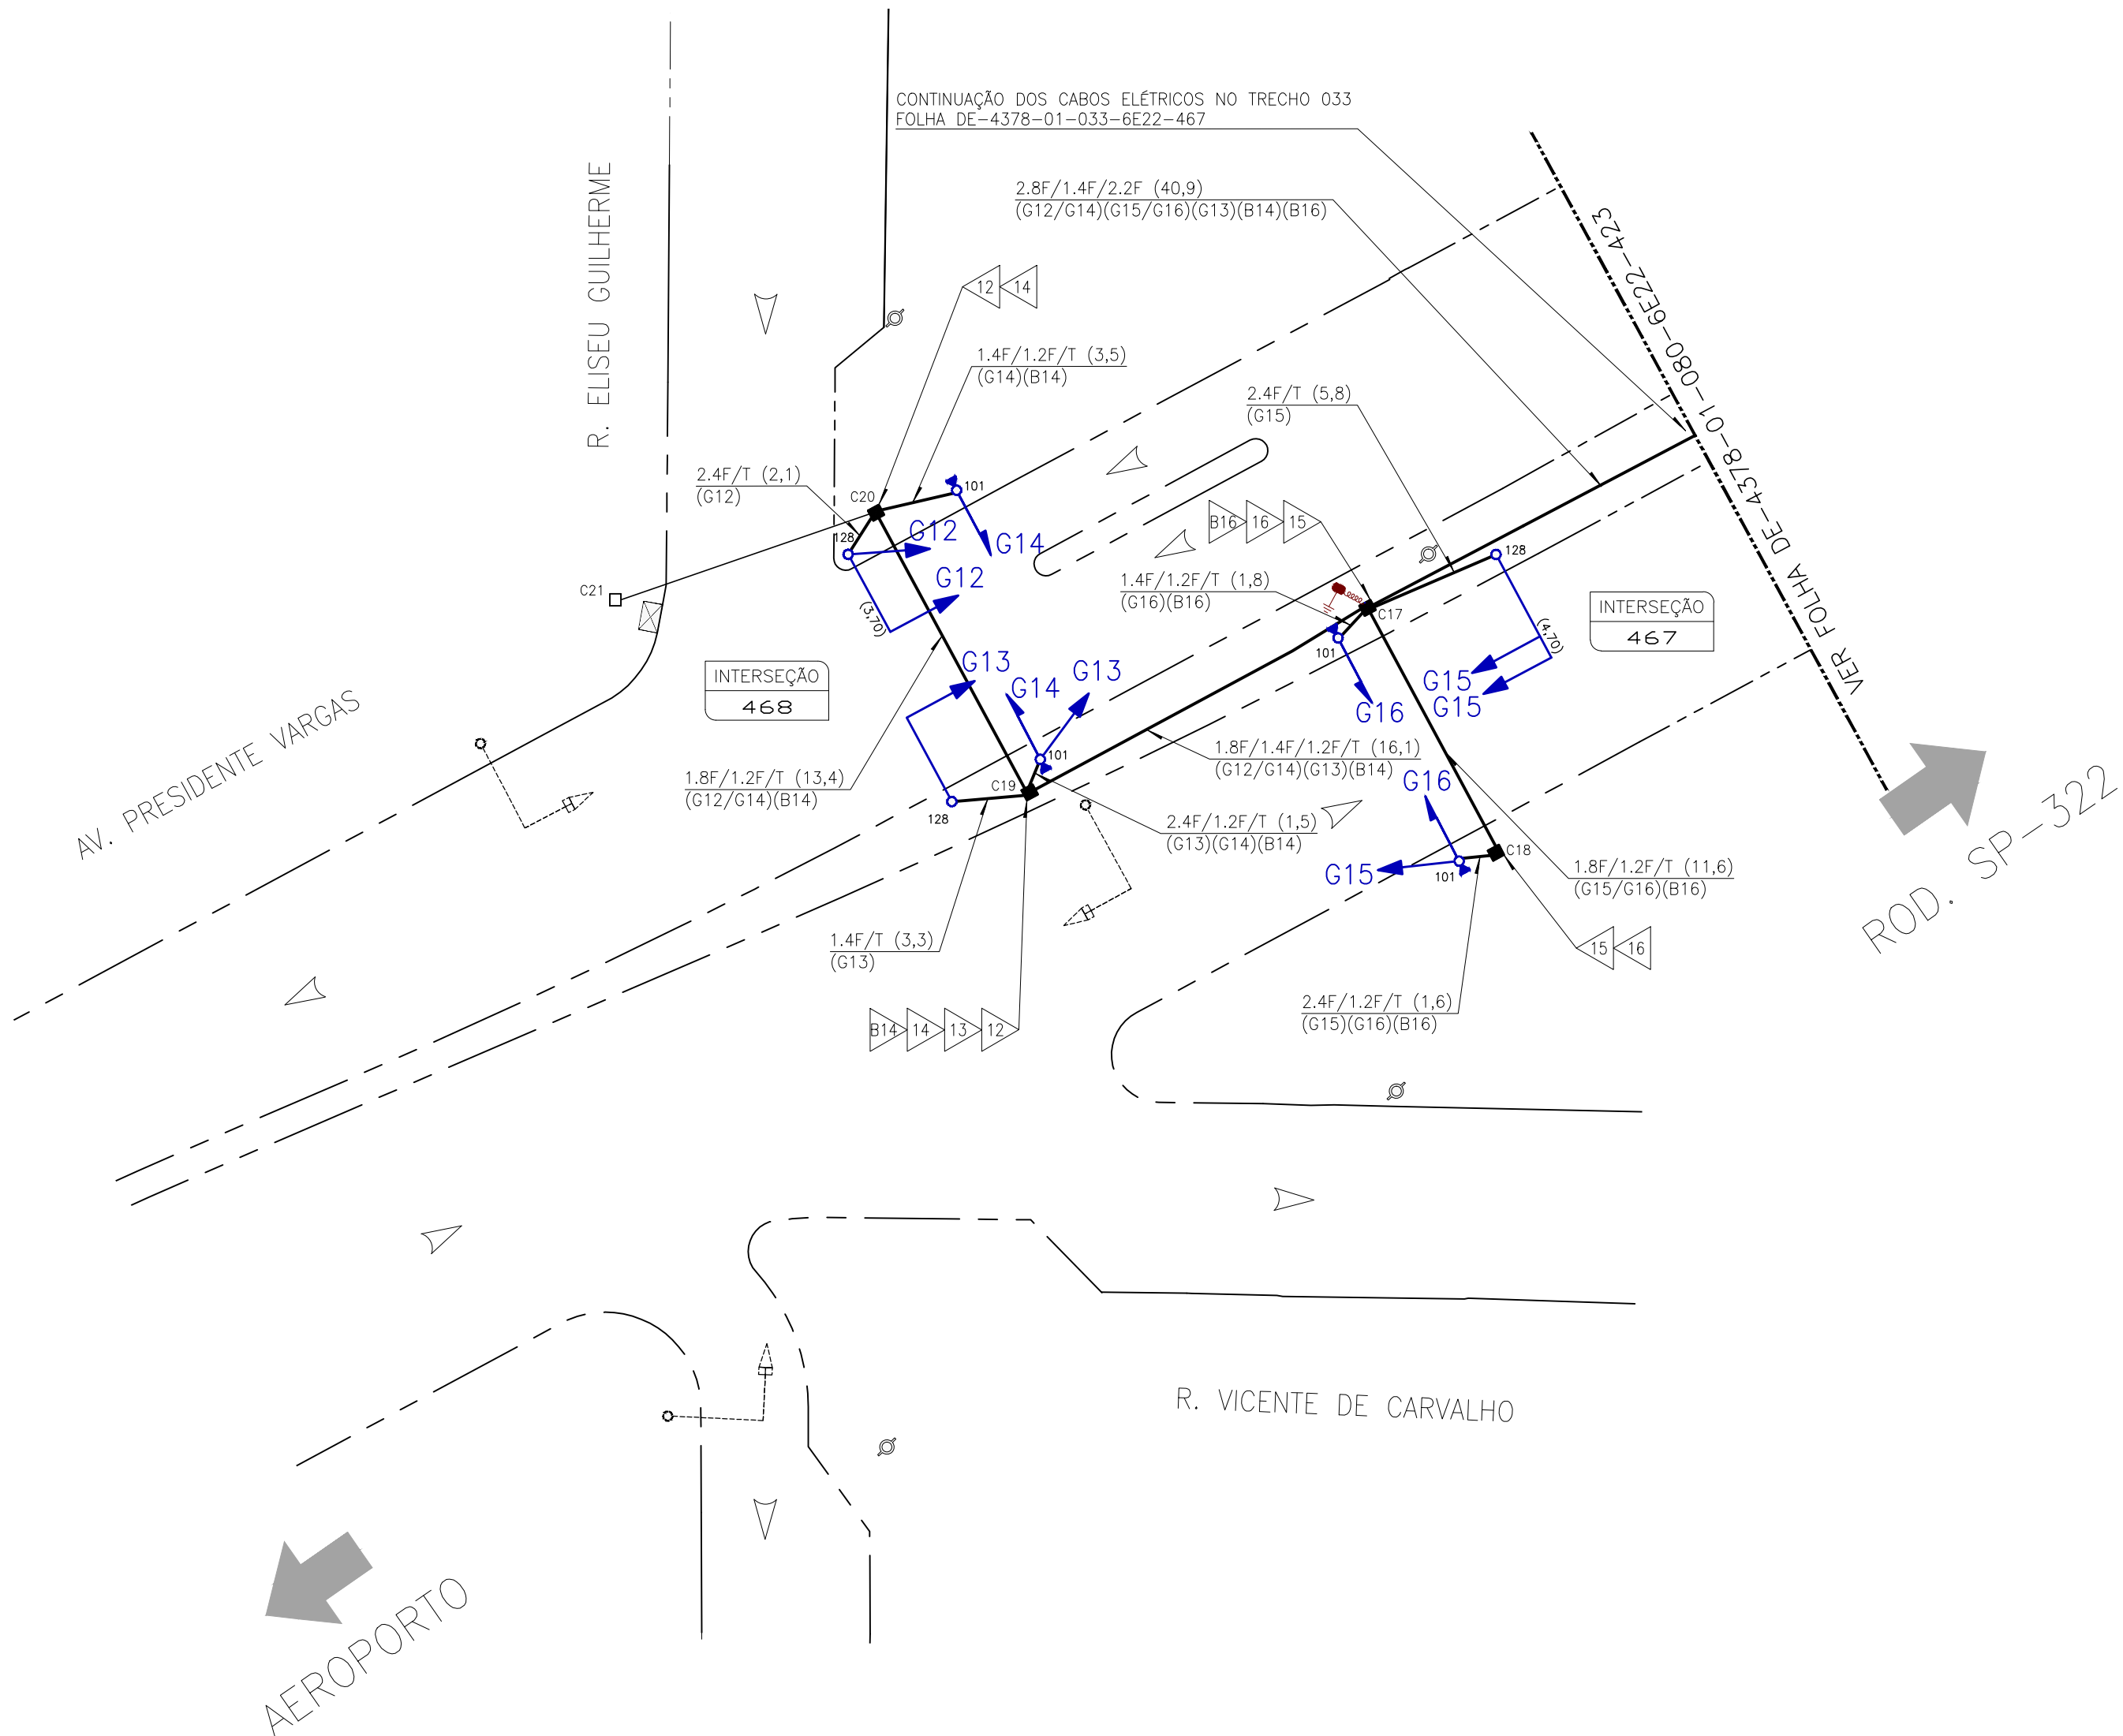 CONTINUAÇÃO DOS CABOS ELÉTRICOS NO TRECHO 033
FOLHA DE-4378-01-033-6E22-467
R. ELISEU GUILHERME
2.8F/1.4F/2.2F (40,9)
(G12/G14)(G15/G16)(G13)(B14)(B16)
VER FOLHA DE-4378-01-080-6E22-423
12
14
1.4F/1.2F/T (3,5)
(G14)(B14)
2.4F/T (5,8)
(G15)
2.4F/T (2,1)
(G12)
C20
101
128
G12
G14
B16
16
15
128
G12
(3,70)
C21
1.4F/1.2F/T (1,8)
(G16)(B16)
C17
101
INTERSEÇÃO
467
(4,70)
G15
G15
G16
INTERSEÇÃO
468
G13
G14
G13
AV. PRESIDENTE VARGAS
1.8F/1.2F/T (13,4)
(G12/G14)(B14)
101
C19
128
1.8F/1.4F/1.2F/T (16,1)
(G12/G14)(G13)(B14)
G16
2.4F/1.2F/T (1,5)
(G13)(G14)(B14)
C18
G15
101
1.8F/1.2F/T (11,6)
(G15/G16)(B16)
ROD. SP-322
1.4F/T (3,3)
(G13)
15
16
2.4F/1.2F/T (1,6)
(G15)(G16)(B16)
B14
14
13
12
R. VICENTE DE CARVALHO
AEROPORTO